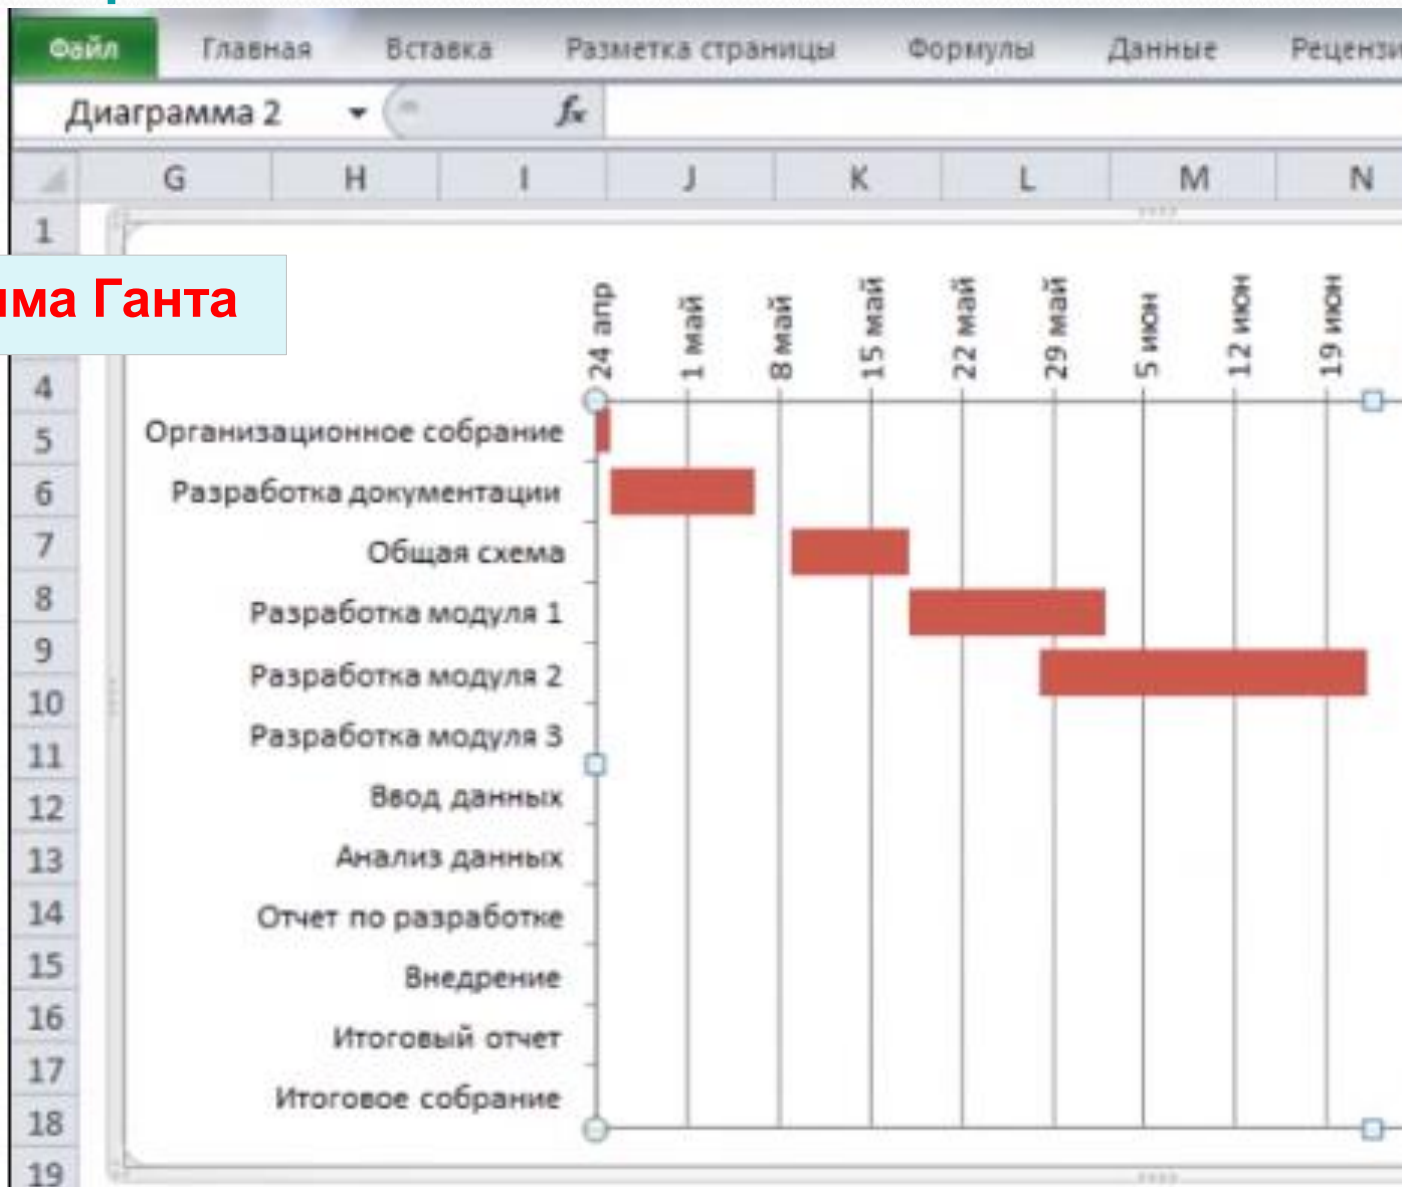 Файл Главная Вставка Разметка страницы Формулы Данные
Диаграмма 2 fx
G H I J K L M N
1
Ганта
4
5
6
7
8
9
10
11
12
13
14
15
16
17
18
19
24 апр 1 май 8 май 15 май 22 май 29 май 5 июн 12 июн 19 июн
Организационное собрание
Разработка документации
Общая схема
Разработка модуля 1
Разработка модуля 2
Разработка модуля 3
Ввод данных
Анализ данных
Отчет по разработке
Внедрение
Итоговый отчет
Итоговое собрание